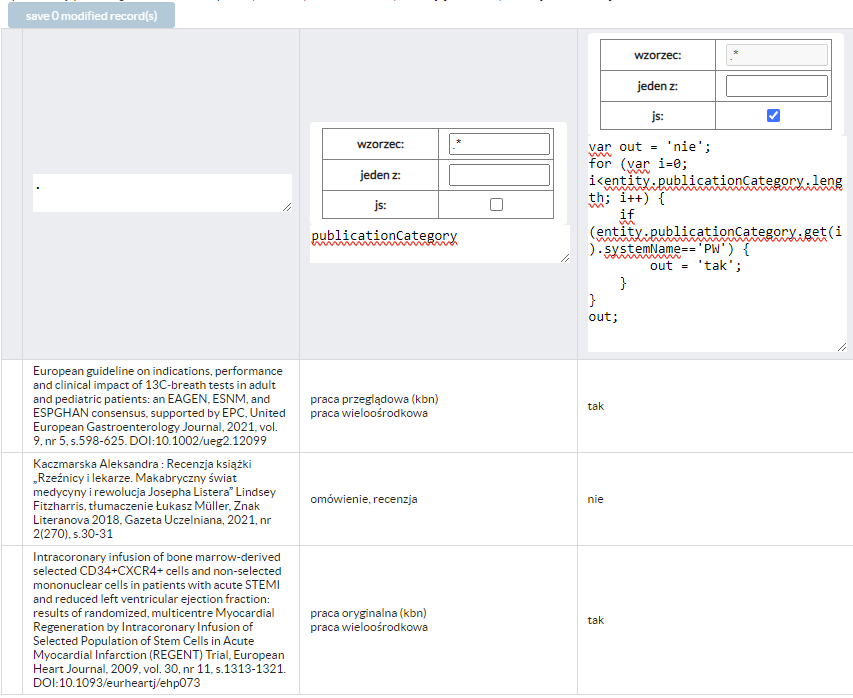 save 0 modified record(s)
.
wzorzec:
.*
jeden z:
js:
publicationCategory
wzorzec:
.*
jeden z:
js:
var out = 'nie';
for (var i=0;
i<entity.publicationCategory.leng
th; i++) {
if
(entity.publicationCategory.get(i
).systemName=='PW') {
out = 'tak';
}
}
out;
European guideline on indications, performance
and clinical impact of 13C-breath tests in adult
and pediatric patients: an EAGEN, ESNM, and
ESPGHAN consensus, supported by EPC, United
European Gastroenterology Journal, 2021, vol.
9, nr 5, s.598-625. DOI:10.1002/ueg2.12099
praca przeglądowa (kbn)
praca wieloośrodkowa
tak
Kaczmarska Aleksandra : Recenzja książki
„Rzeźnicy i lekarze. Makabryczny świat
medycyny i rewolucja Josepha Listera” Lindsey
Fitzharris, tłumaczenie Łukasz Müller, Znak
Literanova 2018, Gazeta Uczelniana, 2021, nr
2(270), s.30-31
omówienie, recenzja
nie
Intracoronary infusion of bone marrow-derived
selected CD34+CXCR4+ cells and non-selected
mononuclear cells in patients with acute STEMI
and reduced left ventricular ejection fraction:
results of randomized, multicentre Myocardial
Regeneration by Intracoronary Infusion of
Selected Population of Stem Cells in Acute
Myocardial Infarction (REGENT) Trial, European
Heart Journal, 2009, vol. 30, nr 11, s.1313-1321.
DOI:10.1093/eurheartj/ehp073
praca oryginalna (kbn)
praca wieloośrodkowa
tak